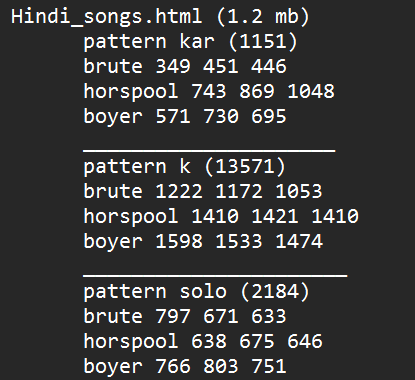 Hindi_songs.html (1.2 mb)
pattern kar (1151)
brute 349 451 446
horspool 743 869 1048
boyer 571 730 695
_____________________
pattern k (13571)
brute 1222 1172 1053
horspool 1410 1421 1410
boyer 1598 1533 1474
______________________
pattern solo (2184)
brute 797 671 633
horspool 638 675 646
boyer 766 803 751